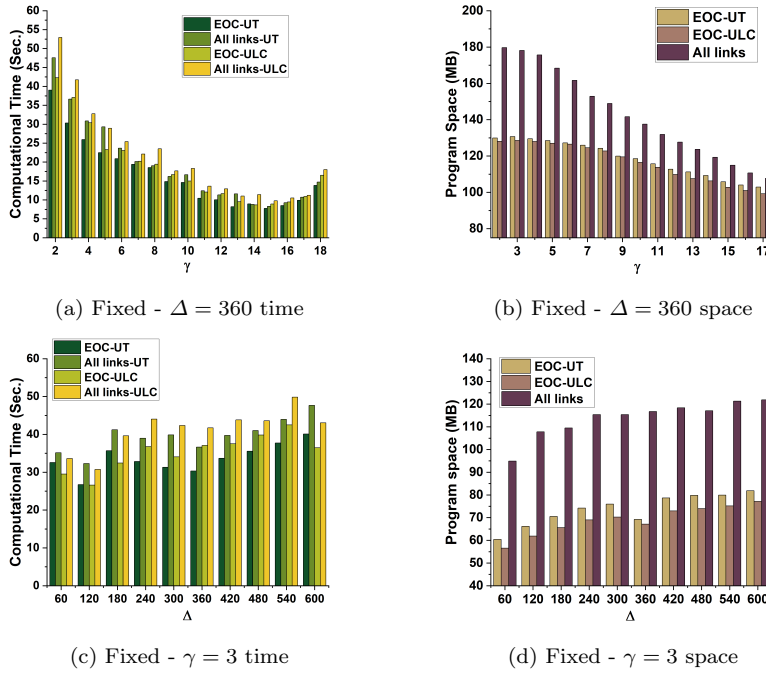 60
55
50
45
40
35
30
25
20
15
10
5
0
Computational Time (Sec.)
EOC-UT
All links-UT
EOC-ULC
All links-ULC
2 4 6 8 10 12 14 16 18
γ
(a) Fixed - Δ = 360 time
200
180
160
140
120
100
80
Program Space (MB)
EOC-UT
EOC-ULC
All links
3 5 7 9 11 13 15 17
γ
(b) Fixed - Δ = 360 space
60
50
40
30
20
10
0
Computational Time (Sec.)
EOC-UT
All links-UT
EOC-ULC
All links-ULC
60 120 180 240 300 360 420 480 540 600
Δ
(c) Fixed - γ = 3 time
140
130
120
110
100
90
80
70
60
50
40
Program space (MB)
EOC-UT
EOC-ULC
All links
60 120 180 240 300 360 420 480 540 600
Δ
(d) Fixed - γ = 3 space